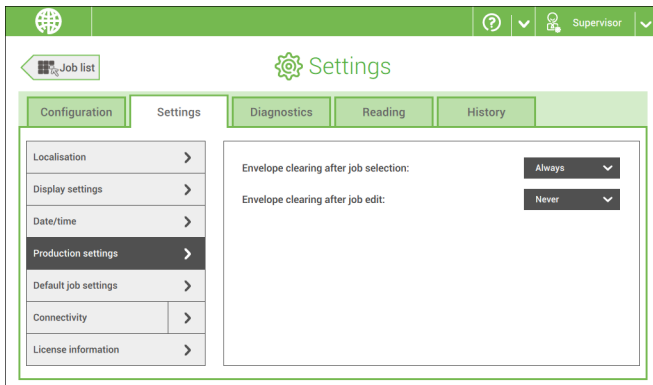 Supervisor
Job list
Settings
Configuration
Settings
Diagnostics
Reading
History
Localisation
Display settings
Date/time
Production settings
Default job settings
Connectivity
License information
Envelope clearing after job selection:
Always
Envelope clearing after job edit:
Never